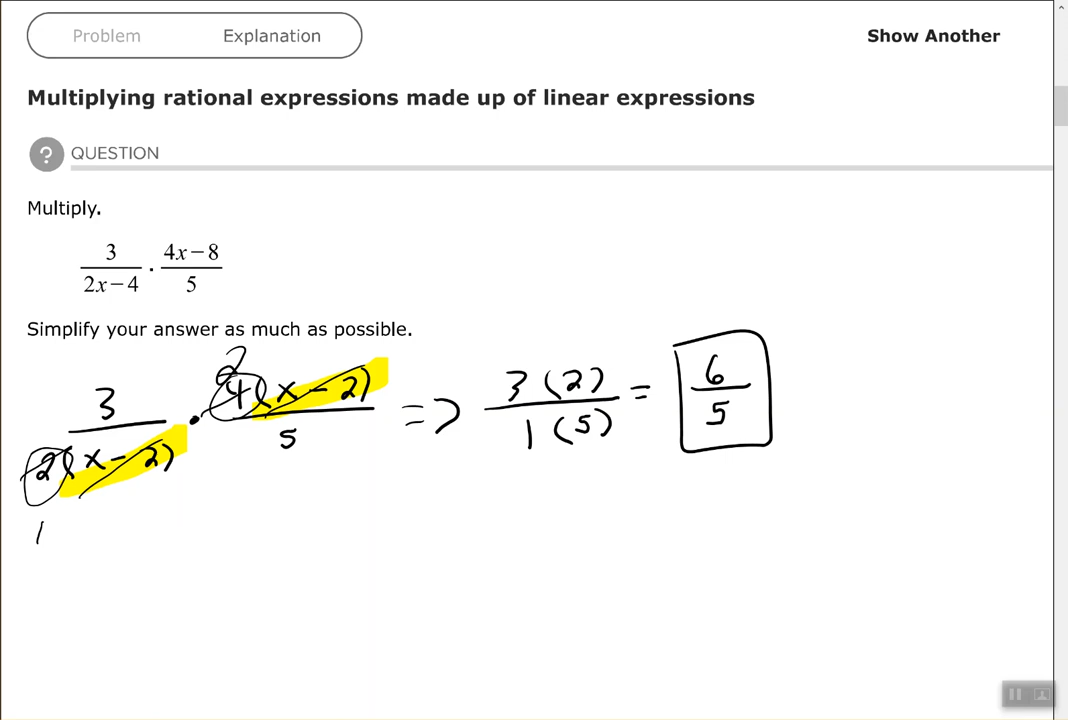 Problem Explanation Show Another
Multiplying rational expressions made up of linear expressions
? QUESTION
Multiply.
3 4x−8
· 
2x−4 5
Simplify your answer as much as possible.
2
3 · 4(x-2) => 3(2) = 6
2(x-2) 5 1(5) 5
1